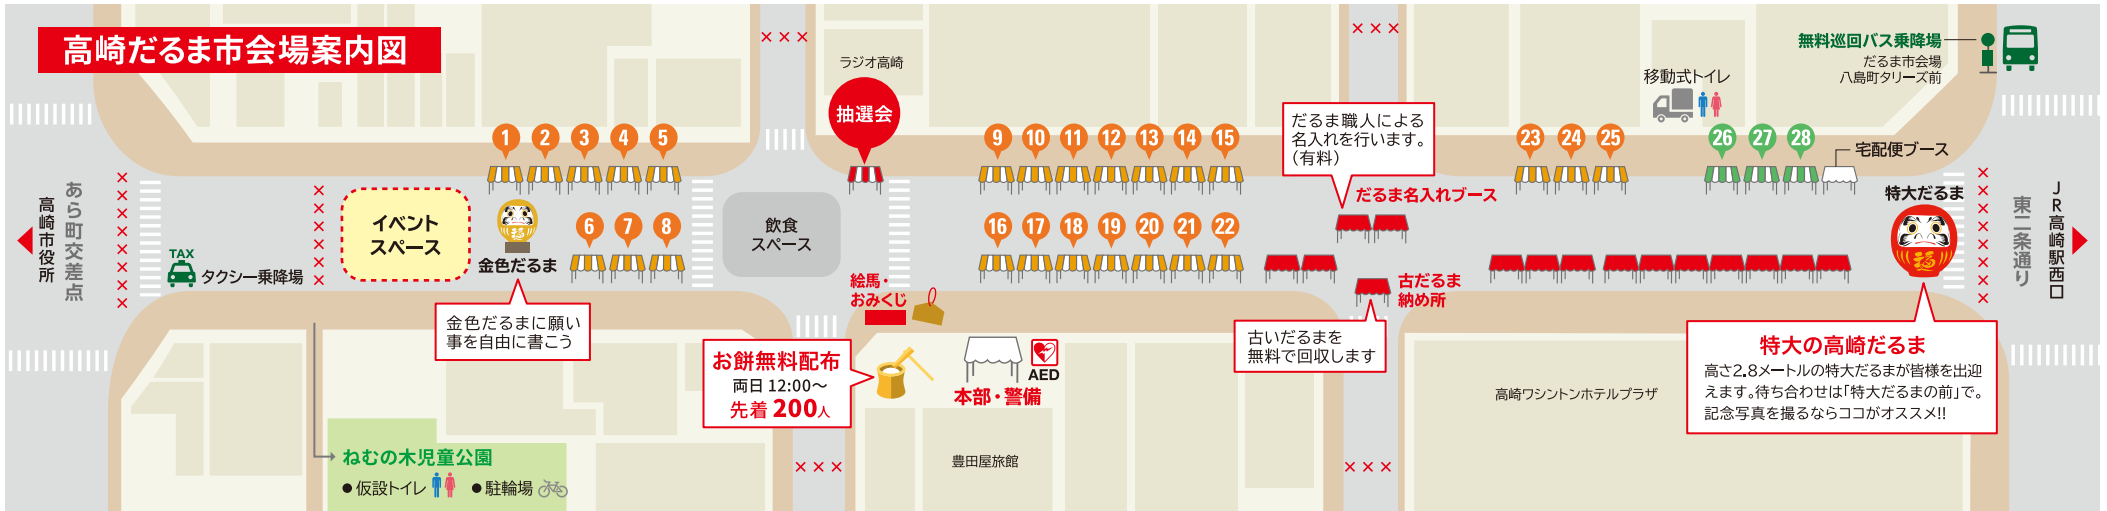 高崎だるま市会場案内図
高崎市役所
あら町交差点
TAX
タクシー乗降場
イベント
スペース
1
2
3
4
5
金色だるま
6
7
8
金色だるまに願い
事を自由に書こう
ねむの木児童公園
●仮設トイレ
●駐輪場
飲食
スペース
ラジオ高崎
抽選会
絵馬・
おみくじ
お餅無料配布
両日 12:00〜
先着 200人
AED
本部・警備
豊田屋旅館
9
10
11
12
13
14
15
16
17
18
19
20
21
22
だるま職人による
名入れを行います。
（有料）
だるま名入れブース
古だるま
納め所
古いだるまを
無料で回収します
23
24
25
移動式トイレ
26
27
28
宅配便ブース
無料巡回バス乗降場
だるま市会場
八島町タリーズ前
特大だるま
特大の高崎だるま
高さ2.8メートルの特大だるまが皆様を出迎
えます。待ち合わせは「特大だるまの前」で。
記念写真を撮るならココがオススメ!!
高崎ワシントンホテルプラザ
東二条通り
JR高崎駅西口
福